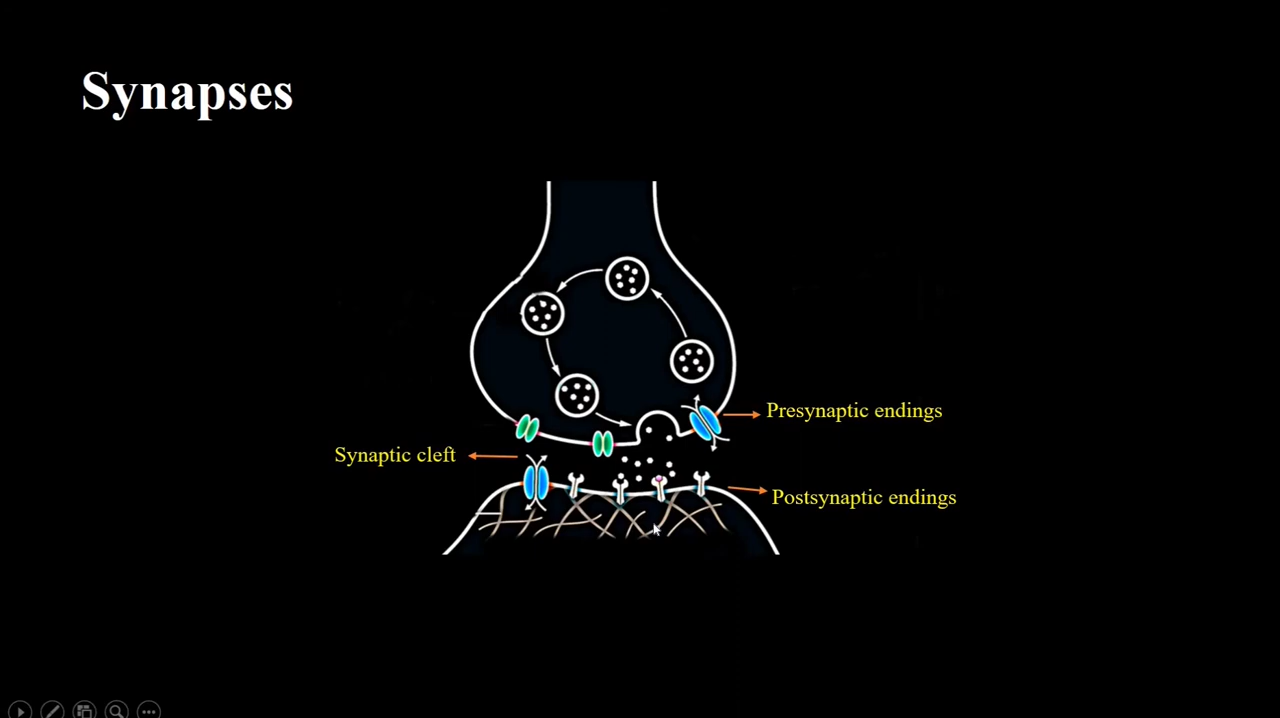 Synapses
Presynaptic endings
Synaptic cleft
Postsynaptic endings